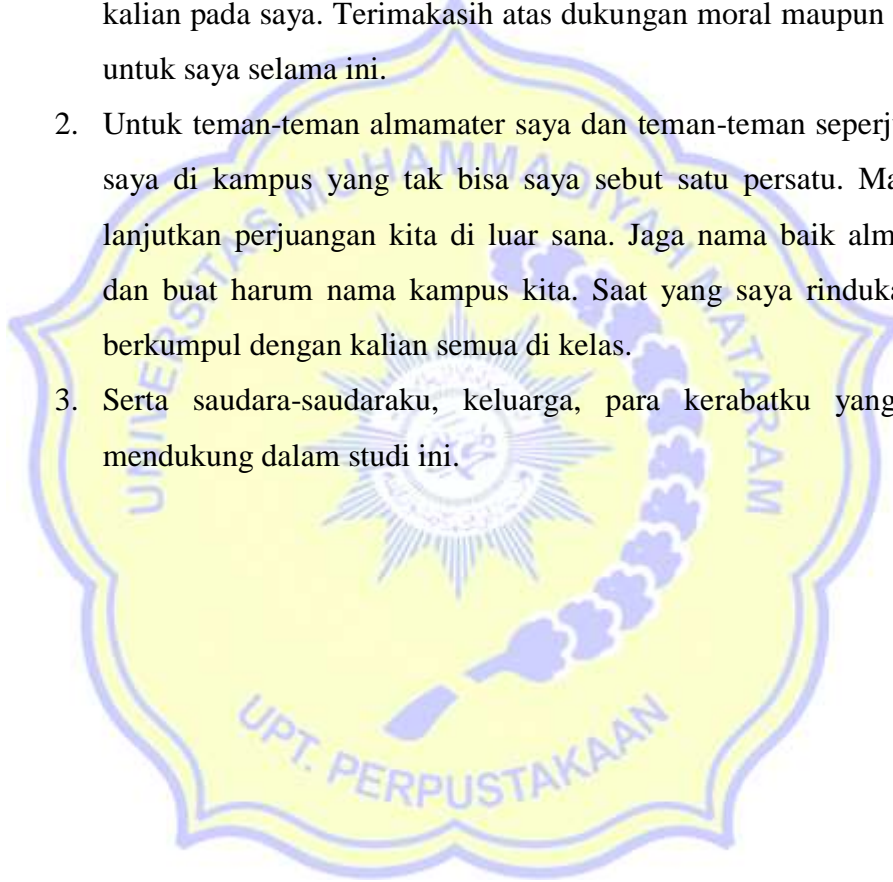 kalian pada saya. Terimakasih atas dukungan moral maupun
untuk saya selama ini.
2. Untuk teman-teman almamater saya dan teman-teman seperj
saya di kampus yang tak bisa saya sebut satu persatu. Ma
lanjutkan perjuangan kita di luar sana. Jaga nama baik alm
dan buat harum nama kampus kita. Saat yang saya rinduka
berkumpul dengan kalian semua di kelas.
3. Serta saudara-saudaraku, keluarga, para kerabatku yang
mendukung dalam studi ini.
UNIVERSITAS MUHAMMADIYAH MATARAM
UPT. PERPUSTAKAAN